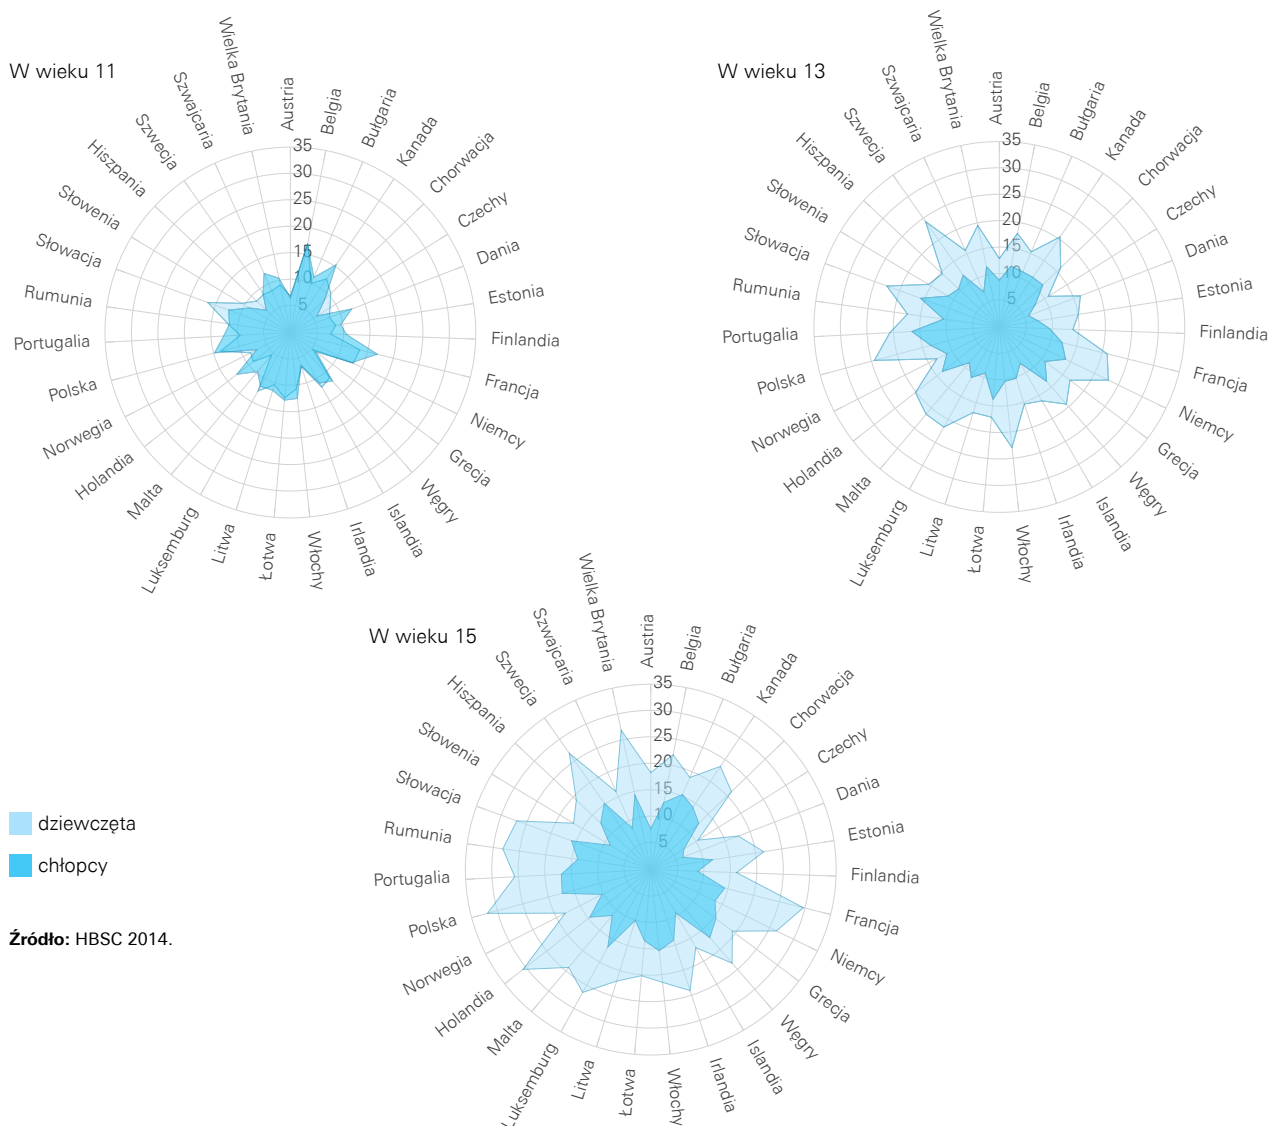 W wieku 11
Austria
Belgia
Bułgaria
Kanada
Chorwacja
Czechy
Dania
Estonia
Finlandia
Francja
Niemcy
Grecja
Węgry
Islandia
Irlandia
Włochy
Łotwa
Litwa
Luksemburg
Malta
Holandia
Norwegia
Polska
Portugalia
Rumunia
Słowacja
Słowenia
Hiszpania
Szwecja
Szwajcaria
Wielka Brytania
35
30
25
20
15
10
5
W wieku 13
Austria
Belgia
Bułgaria
Kanada
Chorwacja
Czechy
Dania
Estonia
Finlandia
Francja
Niemcy
Grecja
Węgry
Islandia
Irlandia
Włochy
Łotwa
Litwa
Luksemburg
Malta
Holandia
Norwegia
Polska
Portugalia
Rumunia
Słowacja
Słowenia
Hiszpania
Szwecja
Szwajcaria
Wielka Brytania
35
30
25
20
15
10
5
W wieku 15
Austria
Belgia
Bułgaria
Kanada
Chorwacja
Czechy
Dania
Estonia
Finlandia
Francja
Niemcy
Grecja
Węgry
Islandia
Irlandia
Włochy
Łotwa
Litwa
Luksemburg
Malta
Holandia
Norwegia
Polska
Portugalia
Rumunia
Słowacja
Słowenia
Hiszpania
Szwecja
Szwajcaria
Wielka Brytania
35
30
25
20
15
10
5
dziewczęta
chłopcy
Źródło: HBSC 2014.